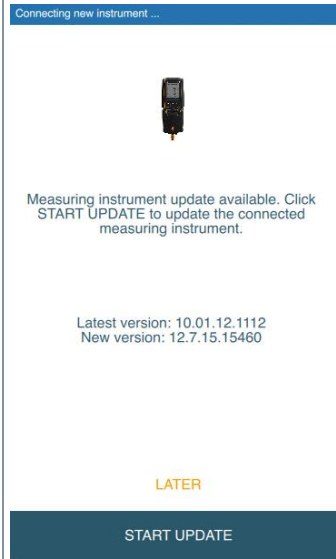 Connecting new instrument ...
Measuring instrument update available. Click
START UPDATE to update the connected
measuring instrument.
Latest version: 10.01.12.1112
New version: 12.7.15.15460
LATER
START UPDATE